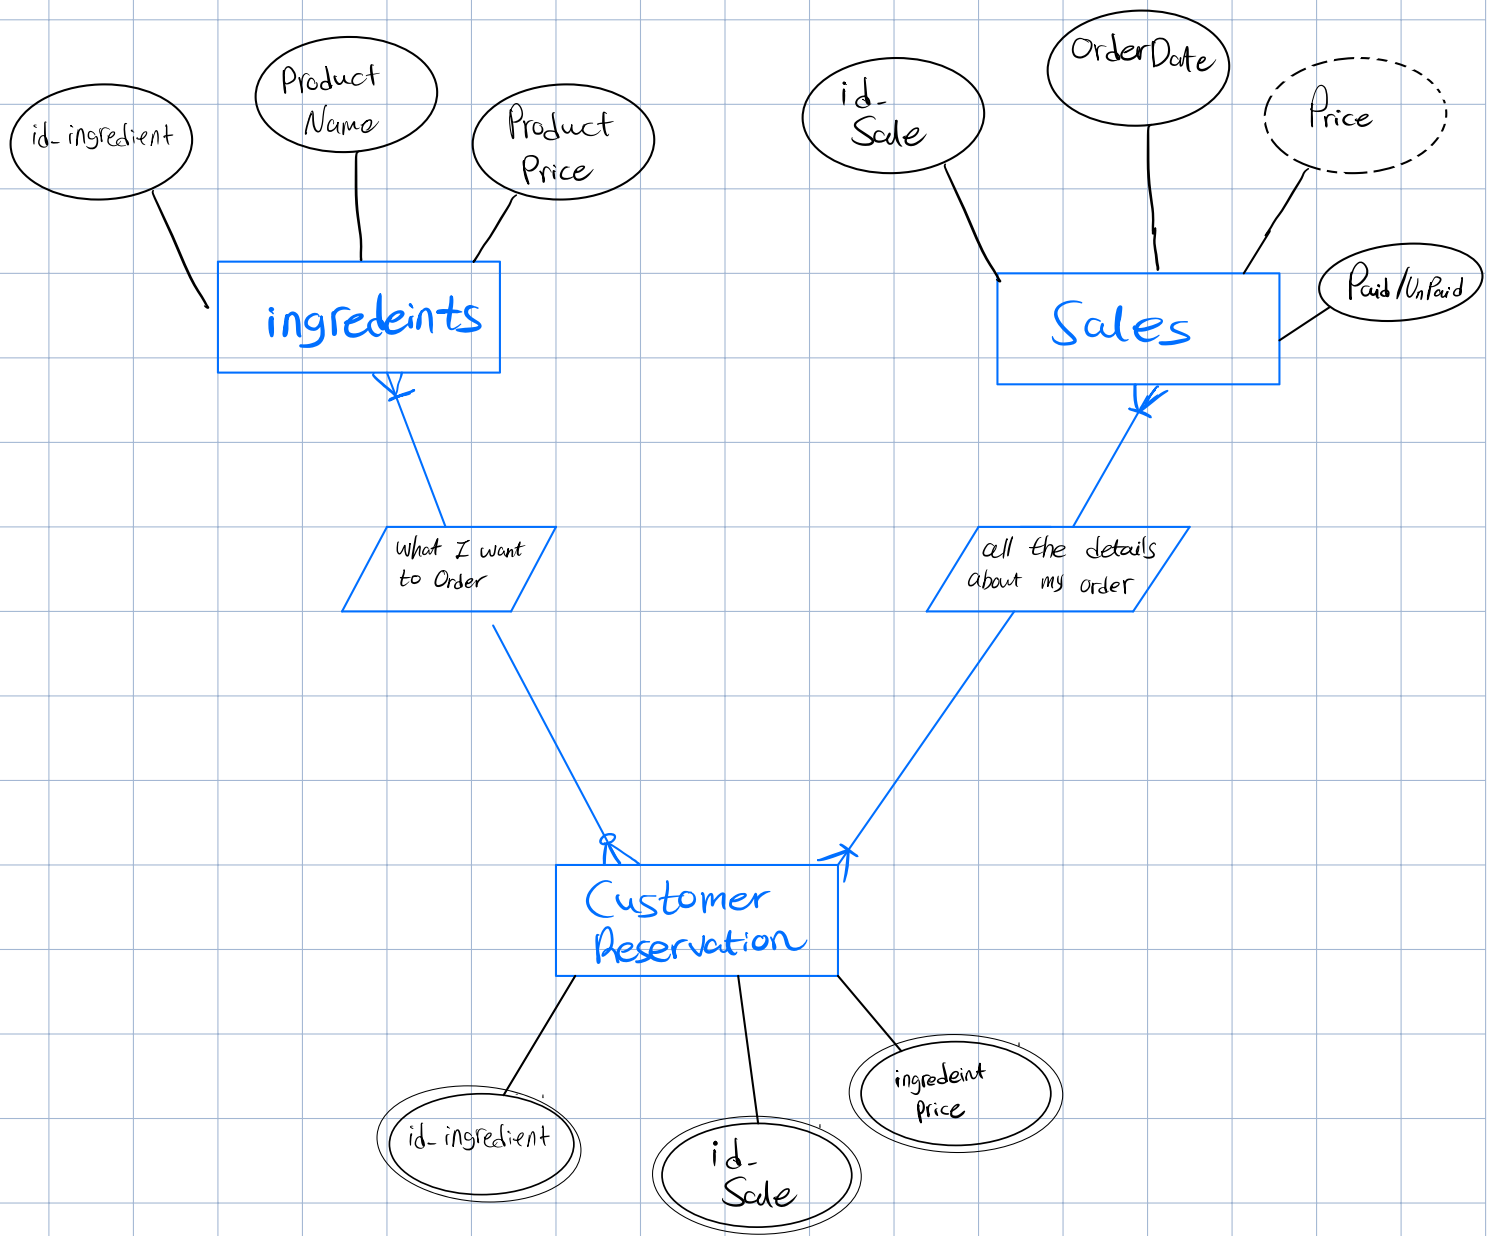 id_ingredient
Product
Name
Product
Price
id_
Sale
OrderDate
Price
Paid/UnPaid
ingredeints
Sales
what I want
to Order
all the details
about my order
Customer
Reservation
id_ingredient
id_
Sale
ingredeint
price